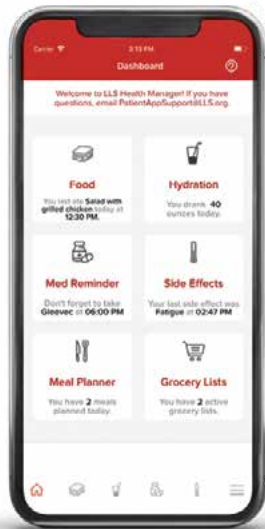 Carrier 3:13 PM
Dashboard
Welcome to LLS Health Manager! If you have
questions, email PatientAppSupport@LLS.org.
Food
You last ate Salad with
grilled chicken today at
12:30 PM.
Hydration
You drank 40
ounces today.
Med Reminder
Don't forget to take
Gleevec at 06:00 PM
Side Effects
Your last side effect was
Fatigue at 02:47 PM
Meal Planner
You have 2 meals
planned today.
Grocery Lists
You have 2 active
grocery lists.